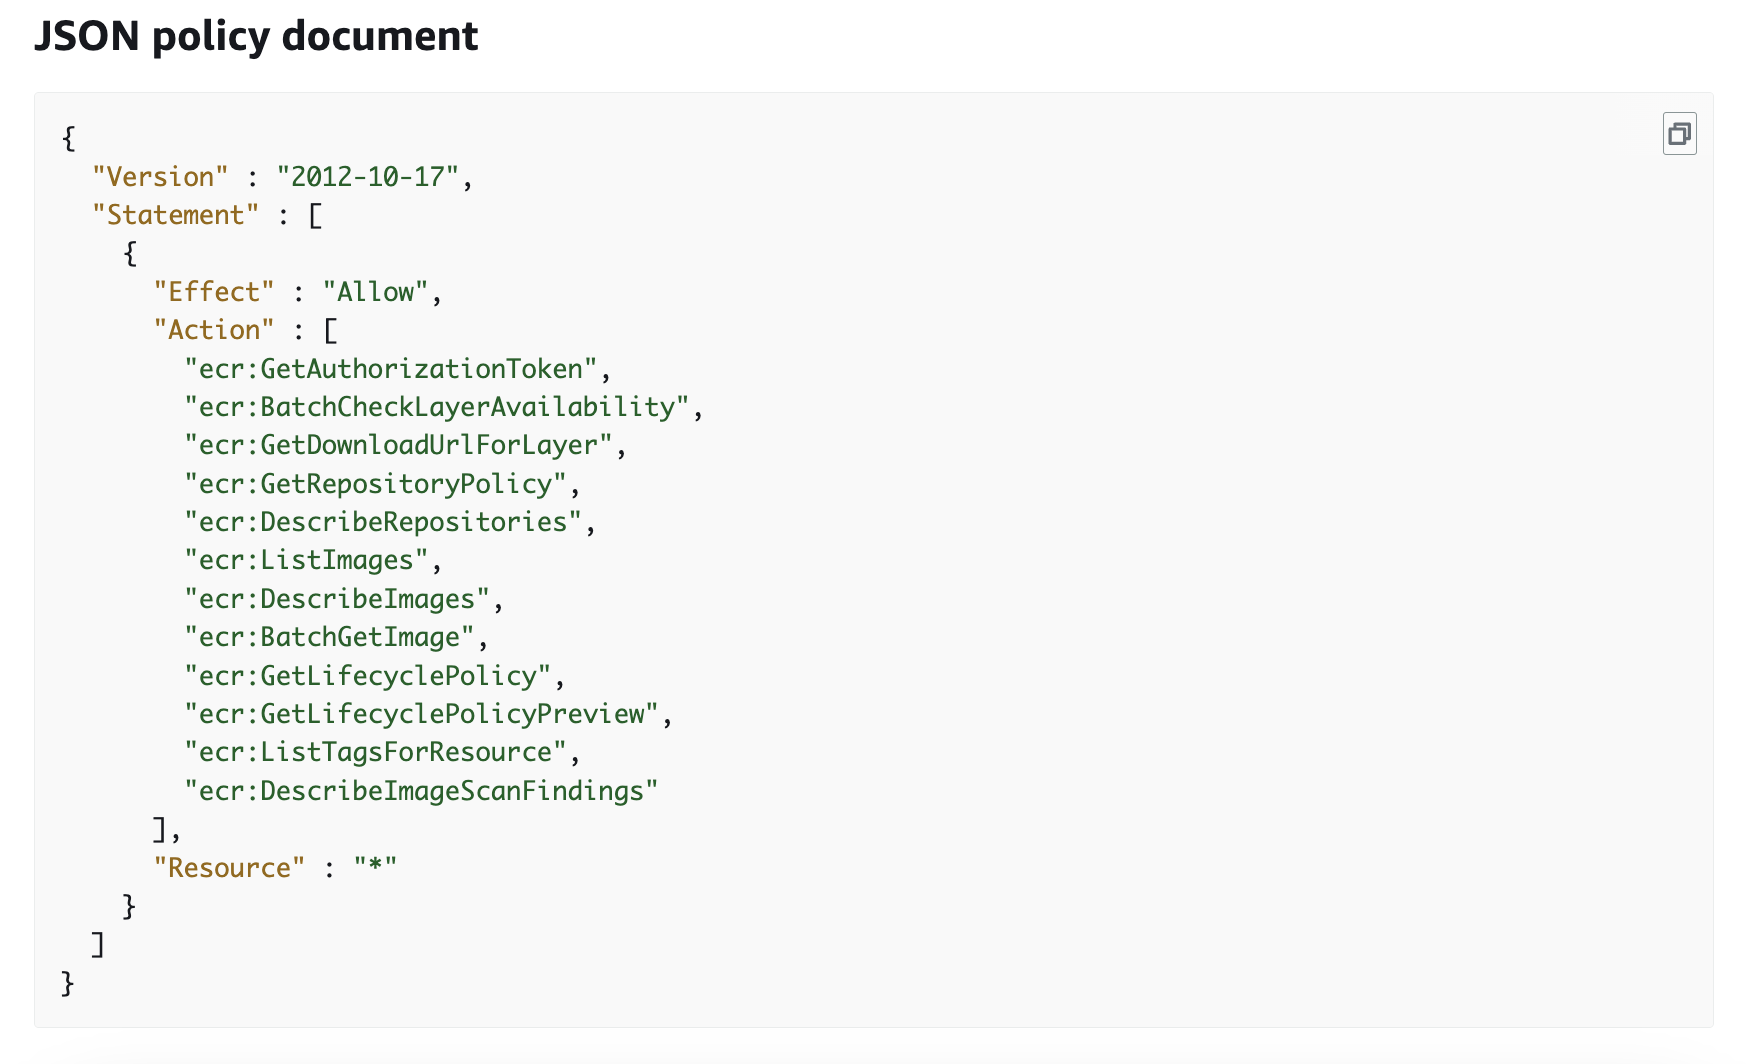 JSON policy document
{
  "Version" : "2012-10-17",
  "Statement" : [
    {
      "Effect" : "Allow",
      "Action" : [
        "ecr:GetAuthorizationToken",
        "ecr:BatchCheckLayerAvailability",
        "ecr:GetDownloadUrlForLayer",
        "ecr:GetRepositoryPolicy",
        "ecr:DescribeRepositories",
        "ecr:ListImages",
        "ecr:DescribeImages",
        "ecr:BatchGetImage",
        "ecr:GetLifecyclePolicy",
        "ecr:GetLifecyclePolicyPreview",
        "ecr:ListTagsForResource",
        "ecr:DescribeImageScanFindings"
      ],
      "Resource" : "*"
    }
  ]
}